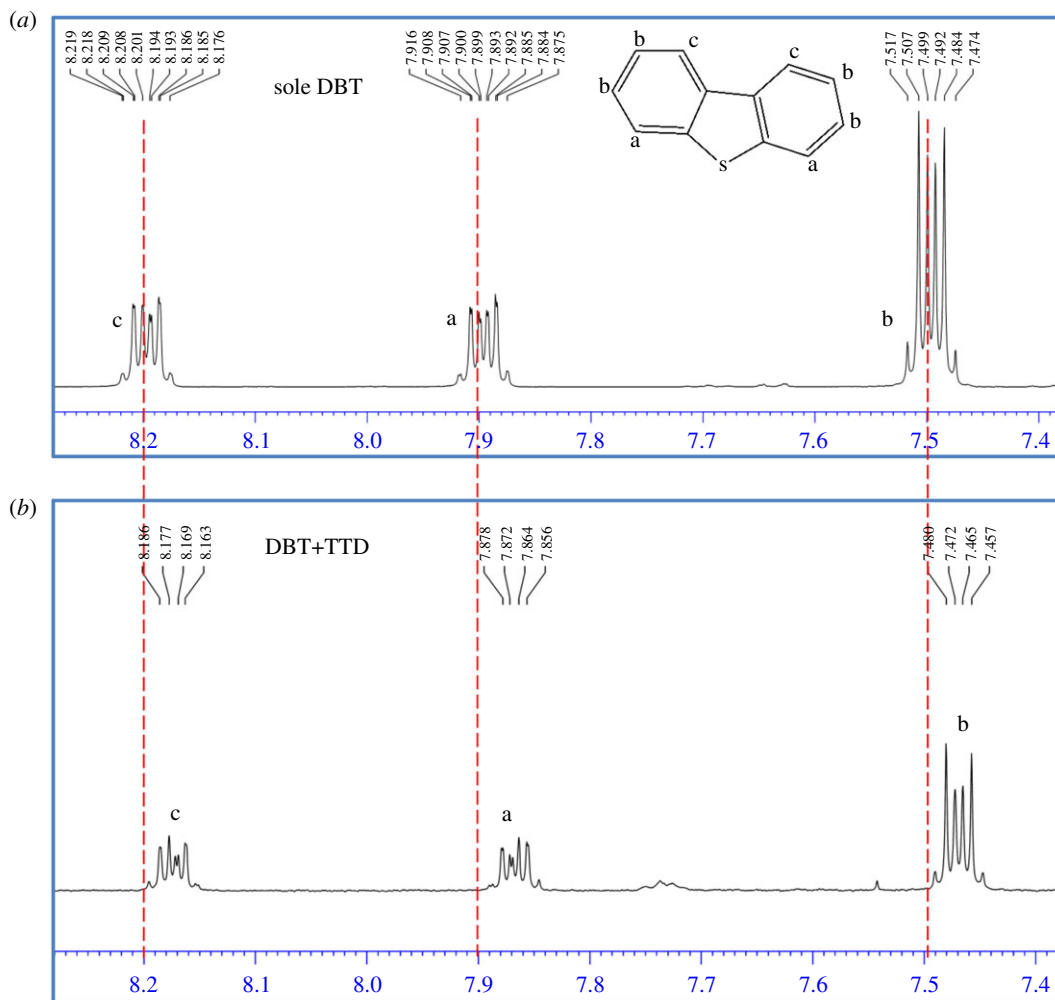 (a)
8.219 8.218 8.209 8.208 8.201 8.194 8.193 8.186 8.185 8.176
7.916 7.908 7.907 7.900 7.899 7.893 7.892 7.885 7.884 7.875
7.517 7.507 7.499 7.492 7.484 7.474
sole DBT
b c c b
b b
a s a
c a b
8.2 8.1 8.0 7.9 7.8 7.7 7.6 7.5 7.4
(b)
8.186 8.177 8.169 8.163
7.878 7.872 7.864 7.856
7.480 7.472 7.465 7.457
DBT+TTD
c a b
8.2 8.1 8.0 7.9 7.8 7.7 7.6 7.5 7.4